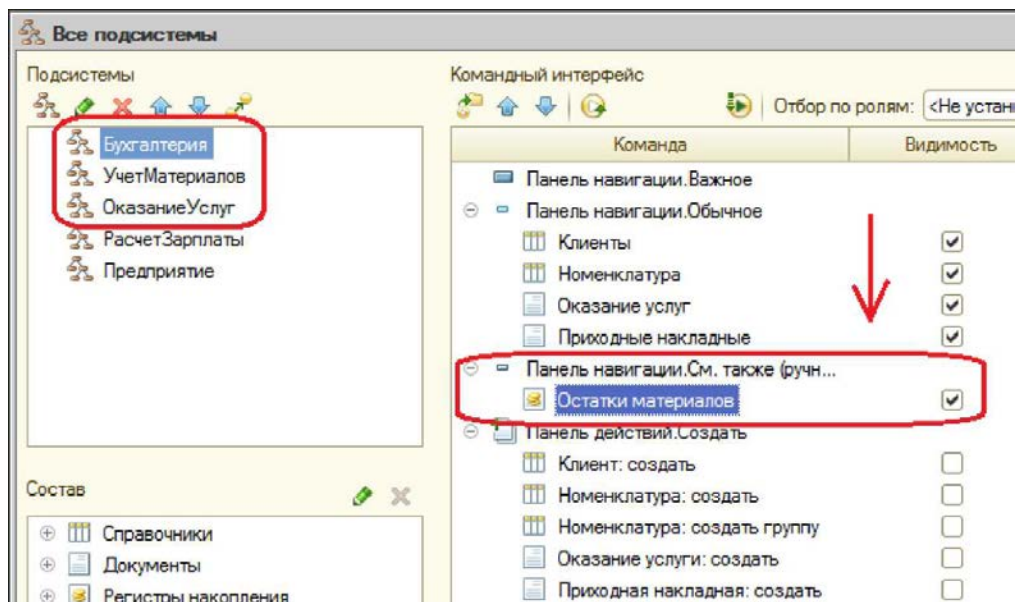 Все подсистемы
Подсистемы
Бухгалтерия
УчетМатериалов
ОказаниеУслуг
РасчетЗарплаты
Предприятие
Состав
Справочники
Документы
Регистры накопления
Командный интерфейс
Отбор по ролям: <Не устан
Команда Видимость
Панель навигации.Важное
Панель навигации.Обычное
Клиенты
Номенклатура
Оказание услуг
Приходные накладные
Панель навигации.См. также (ручн...
Остатки материалов
Панель действий.Создать
Клиент: создать
Номенклатура: создать
Номенклатура: создать группу
Оказание услуги: создать
Приходная накладная: создать